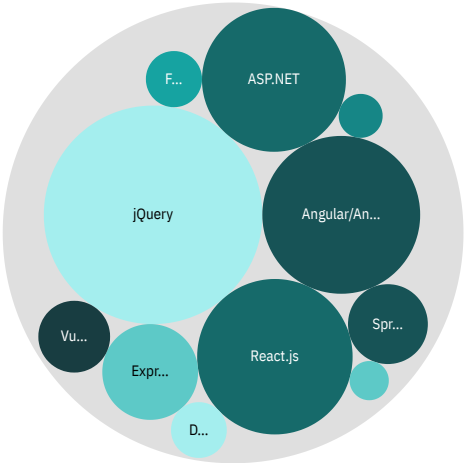 F...
ASP.NET
jQuery
Angular/An...
Vu...
Expr...
React.js
Spr...
D...